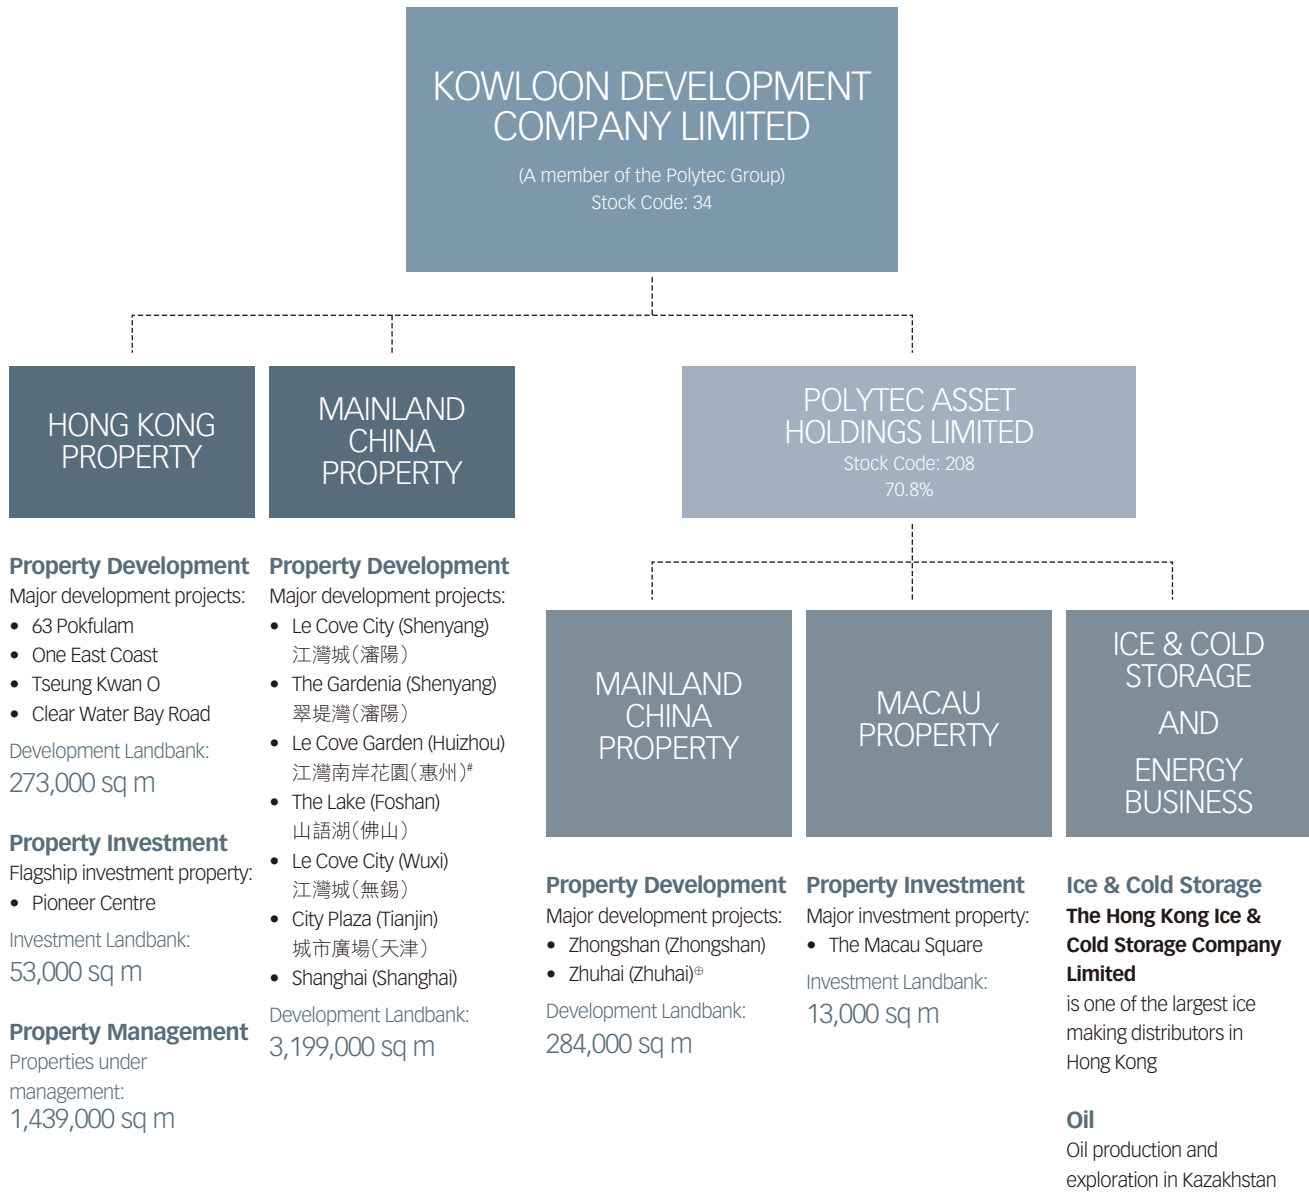 KOWLOON DEVELOPMENT
COMPANY LIMITED
(A member of the Polytec Group)
Stock Code: 34
HONG KONG
PROPERTY
MAINLAND
CHINA
PROPERTY
POLYTEC ASSET
HOLDINGS LIMITED
Stock Code: 208
70.8%
Property Development
Major development projects:
• 63 Pokfulam
• One East Coast
• Tseung Kwan O
• Clear Water Bay Road
Development Landbank:
273,000 sq m
Property Investment
Flagship investment property:
• Pioneer Centre
Investment Landbank:
53,000 sq m
Property Management
Properties under
management:
1,439,000 sq m
Property Development
Major development projects:
• Le Cove City (Shenyang)
江灣城（瀋陽）
• The Gardenia (Shenyang)
翠堤灣（瀋陽）
• Le Cove Garden (Huizhou)
江灣南岸花園（惠州）#
• The Lake (Foshan)
山語湖（佛山）
• Le Cove City (Wuxi)
江灣城（無錫）
• City Plaza (Tianjin)
城市廣場（天津）
• Shanghai (Shanghai)
Development Landbank:
3,199,000 sq m
MAINLAND
CHINA
PROPERTY
Property Development
Major development projects:
• Zhongshan (Zhongshan)
• Zhuhai (Zhuhai)⊕
Development Landbank:
284,000 sq m
MACAU
PROPERTY
Property Investment
Major investment property:
• The Macau Square
Investment Landbank:
13,000 sq m
ICE & COLD
STORAGE
AND
ENERGY
BUSINESS
Ice & Cold Storage
The Hong Kong Ice &
Cold Storage Company
Limited
is one of the largest ice
making distributors in
Hong Kong
Oil
Oil production and
exploration in Kazakhstan